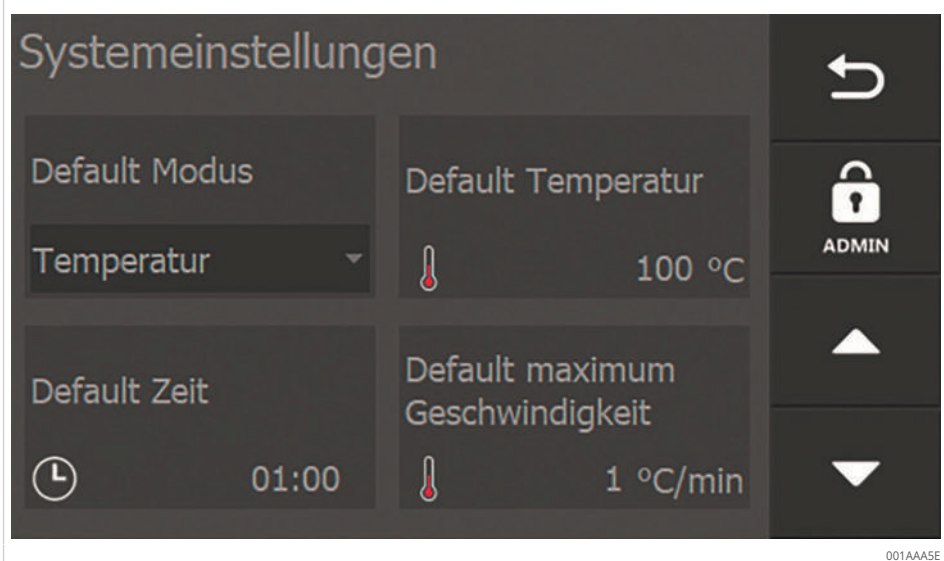 Systemeinstellungen
Default Modus
Temperatur
Default Temperatur
100 °C
Default Zeit
01:00
Default maximum
Geschwindigkeit
1 °C/min
ADMIN
001AAA5E